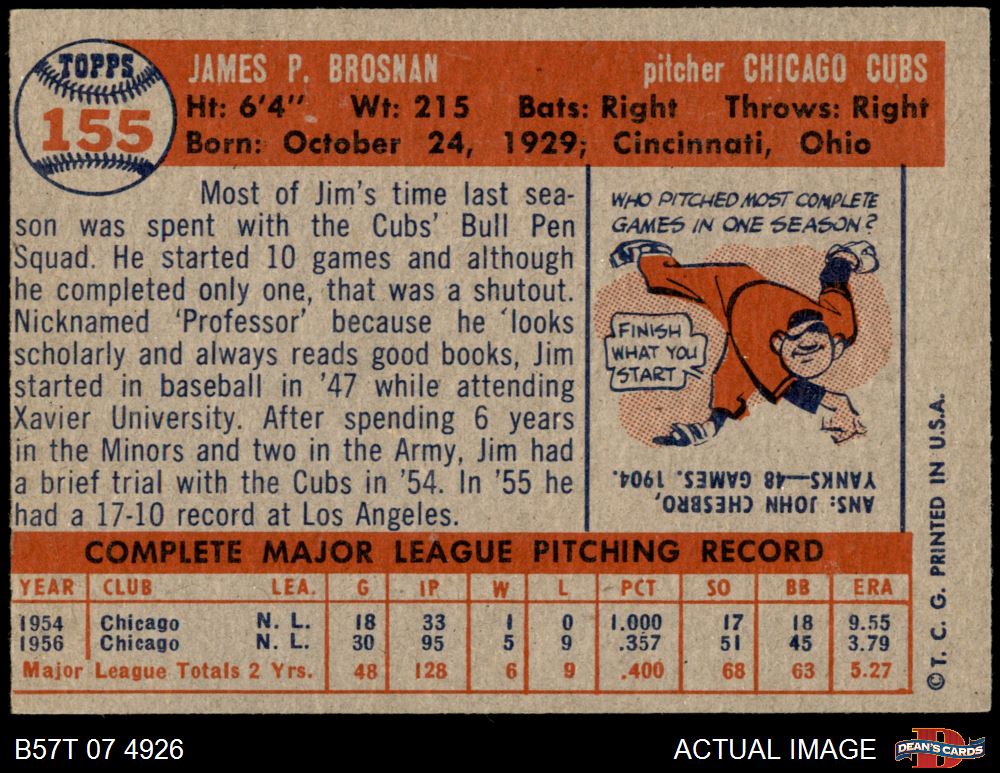 TOPPS
155
JAMES P. BROSNAN pitcher CHICAGO CUBS
Ht: 6'4" Wt: 215 Bats: Right Throws: Right
Born: October 24, 1929; Cincinnati, Ohio
Most of Jim's time last sea-
son was spent with the Cubs' Bull Pen
Squad. He started 10 games and although
he completed only one, that was a shutout.
Nicknamed 'Professor' because he 'looks
scholarly and always reads good books, Jim
started in baseball in '47 while attending
Xavier University. After spending 6 years
in the Minors and two in the Army, Jim had
a brief trial with the Cubs in '54. In '55 he
had a 17-10 record at Los Angeles.
WHO PITCHED MOST COMPLETE
GAMES IN ONE SEASON?
FINISH
WHAT YOU
START
ANS: JOHN CHESBRO,
YANKS—48 GAMES. 1904.
COMPLETE MAJOR LEAGUE PITCHING RECORD
YEAR CLUB LEA. G IP W L PCT SO BB ERA
1954 Chicago N. L. 18 33 1 0 1.000 17 18 9.55
1956 Chicago N. L. 30 95 5 9 .357 51 45 3.79
Major League Totals 2 Yrs. 48 128 6 9 .400 68 63 5.27
©T. C. G. PRINTED IN U.S.A.
B57T 07 4926
ACTUAL IMAGE
D
DEAN'S CARDS